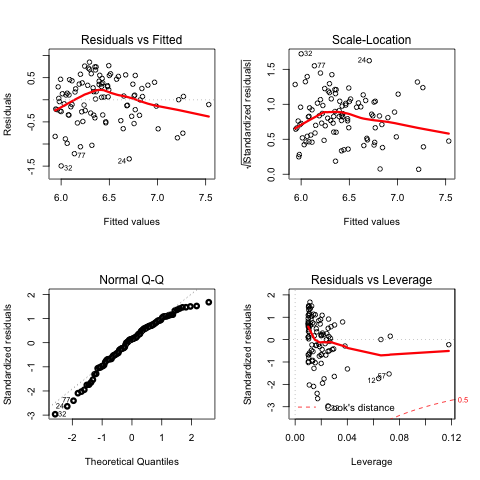 Residuals vs Fitted
Residuals
0.5
-0.5
-1.5
32
77
24
6.0 6.5 7.0 7.5
Fitted values
Scale-Location
√|Standardized residuals|
0.0 0.5 1.0 1.5
32
77
24
6.0 6.5 7.0 7.5
Fitted values
Normal Q-Q
Standardized residuals
-3 -2 -1 0 1 2
77
24
32
-2 -1 0 1 2
Theoretical Quantiles
Residuals vs Leverage
Standardized residuals
-3 -2 -1 0 1 2
57
12
Cook's distance
0.5
0.00 0.04 0.08 0.12
Leverage